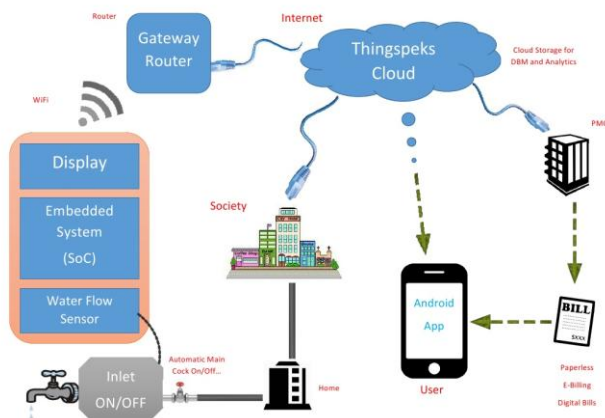 Router
Internet
Gateway
Router
Thingspeks
Cloud
Cloud Storage for
DBM and Analytics
WiFi
PMC
Display
Embedded
System
(SoC)
Society
Water Flow
Sensor
Android
App
BILL
$XXX
Automatic Main
Cock On/Off...
Inlet
ON/OFF
Home
User
Paperless
E-Billing
Digital Bills